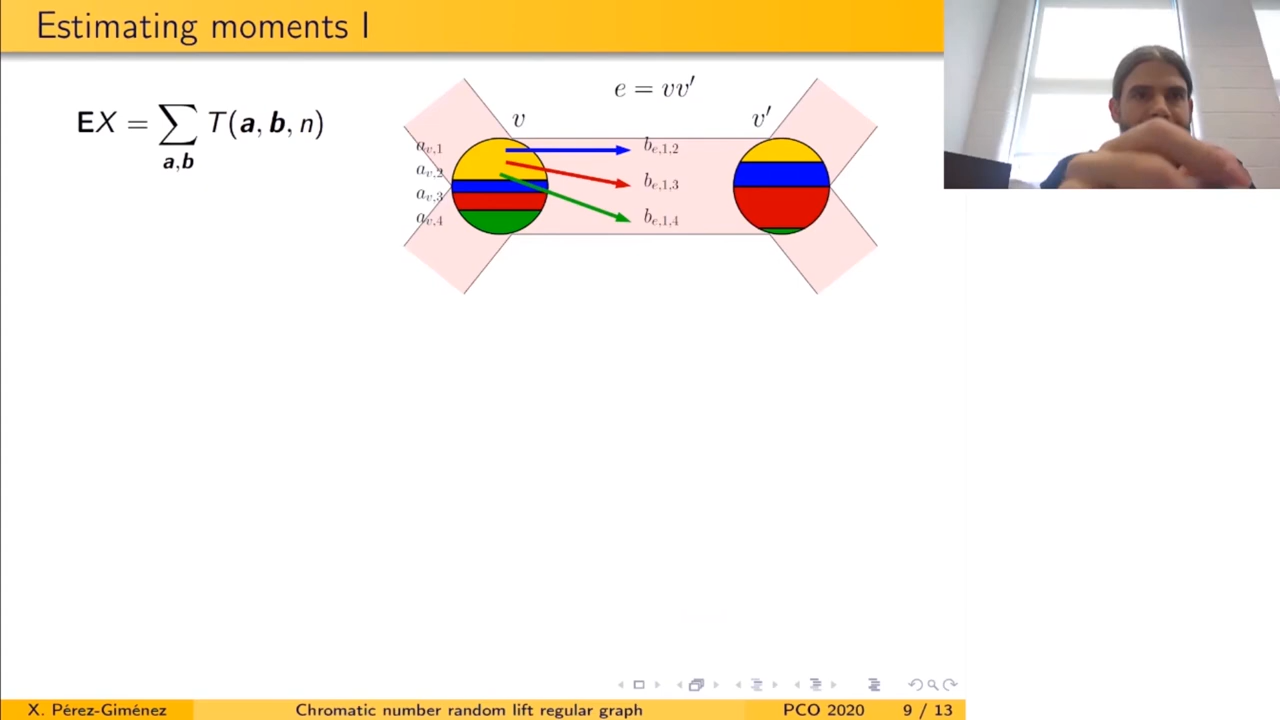 Estimating moments I
EX = ∑ T(a, b, n)
a,b
e = vv′
v
v′
a_{v,1}
a_{v,2}
a_{v,3}
a_{v,4}
b_{e,1,2}
b_{e,1,3}
b_{e,1,4}
X. Pérez-Giménez Chromatic number random lift regular graph PCO 2020 9 / 13